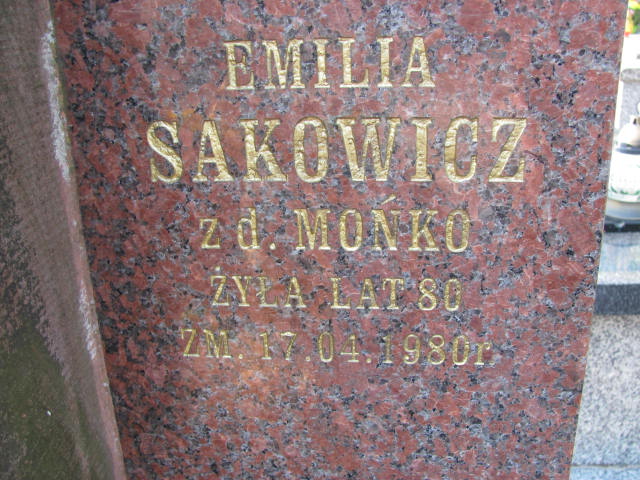 EMILIA
SAKOWICZ
z d. MOŃKO
ŻYŁA LAT 80
ZM. 17.04.1980r.